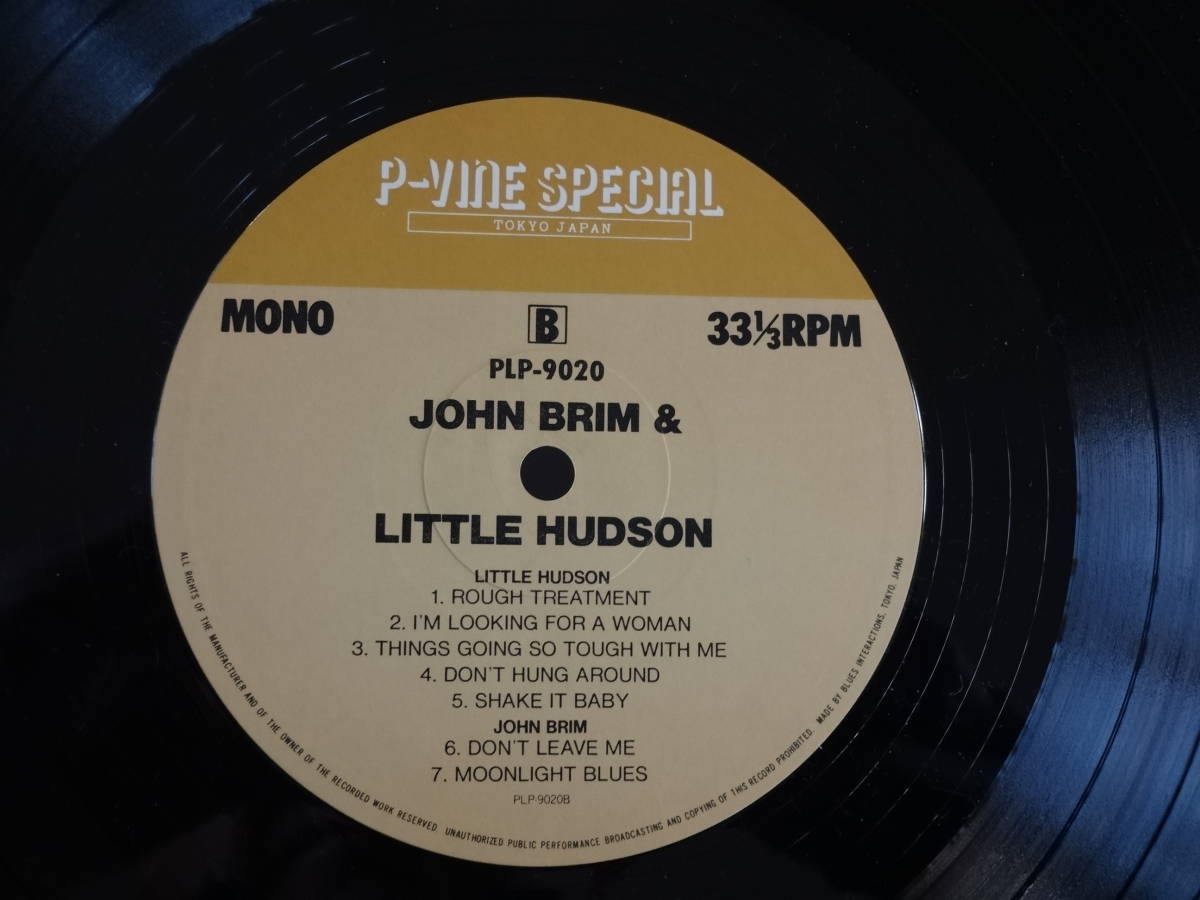 P-VINE SPECIAL
TOKYO JAPAN
MONO
B
33⅓RPM
PLP-9020
JOHN BRIM &
LITTLE HUDSON
LITTLE HUDSON
1. ROUGH TREATMENT
2. I'M LOOKING FOR A WOMAN
3. THINGS GOING SO TOUGH WITH ME
4. DON'T HUNG AROUND
5. SHAKE IT BABY
JOHN BRIM
6. DON'T LEAVE ME
7. MOONLIGHT BLUES
PLP-9020B
ALL RIGHTS OF THE MANUFACTURER AND OF THE OWNER OF THE RECORDED WORK RESERVED. UNAUTHORIZED PUBLIC PERFORMANCE BROADCASTING AND COPYING OF THIS RECORD PROHIBITED. MADE BY BLUES INTERACTIONS, TOKYO, JAPAN